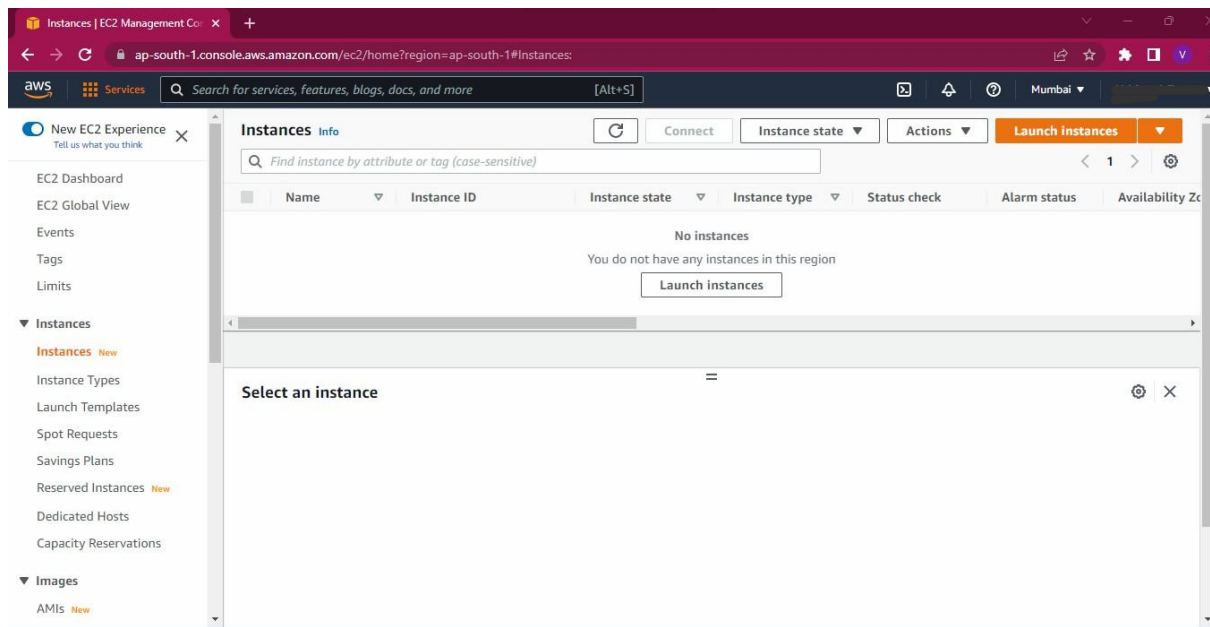 Instances | EC2 Management Co
ap-south-1.console.aws.amazon.com/ec2/home?region=ap-south-1#Instances:
V
aws Services Search for services, features, blogs, docs, and more [Alt+S] Mumbai
New EC2 Experience
Tell us what you think
EC2 Dashboard
EC2 Global View
Events
Tags
Limits
Instances
Instances New
Instance Types
Launch Templates
Spot Requests
Savings Plans
Reserved Instances New
Dedicated Hosts
Capacity Reservations
Images
AMIs New
Instances Info Connect Instance state Actions Launch instances
Find instance by attribute or tag (case-sensitive) 1
Name Instance ID Instance state Instance type Status check Alarm status Availability Zo
No instances
You do not have any instances in this region
Launch instances
Select an instance